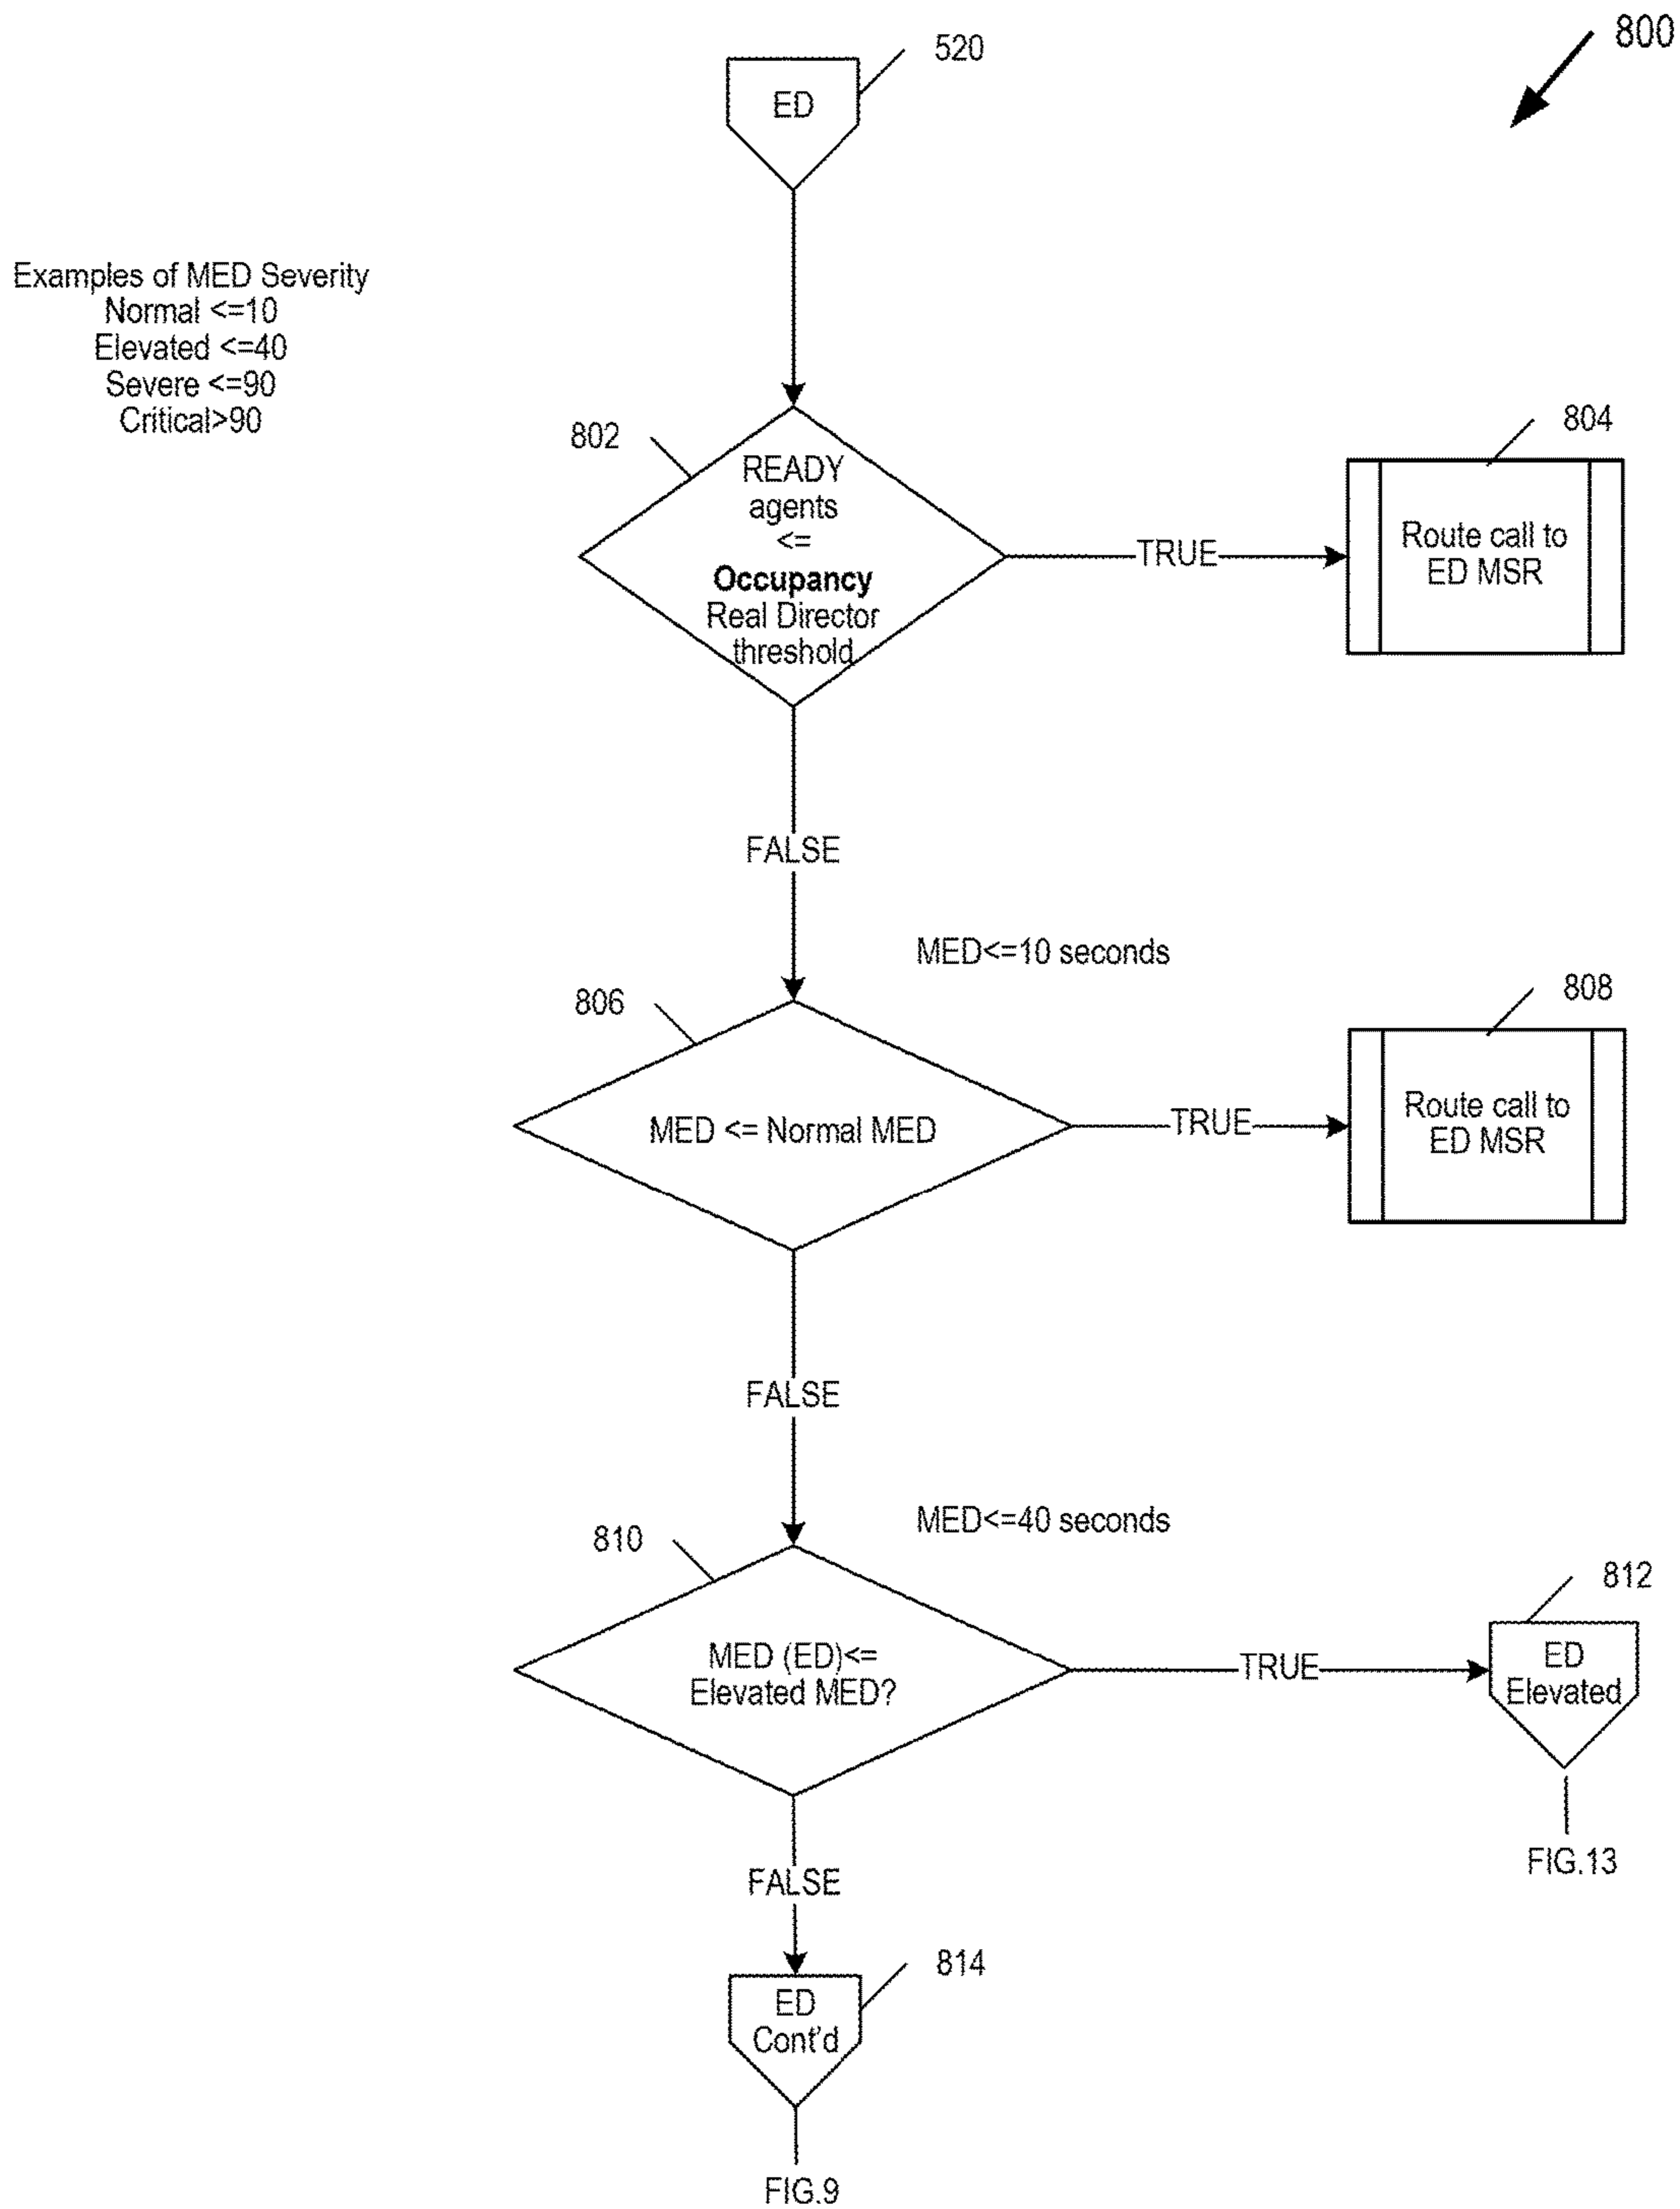 800
520
ED
Examples of MED Severity
Normal <=10
Elevated <=40
Severe <=90
Critical>90
802
READY
agents
<=
Occupancy
Real Director
threshold
TRUE
804
Route call to
ED MSR
FALSE
MED<=10 seconds
806
MED <= Normal MED
TRUE
808
Route call to
ED MSR
FALSE
MED<=40 seconds
810
MED (ED)<=
Elevated MED?
TRUE
812
ED
Elevated
FIG.13
FALSE
814
ED
Cont'd
FIG.9